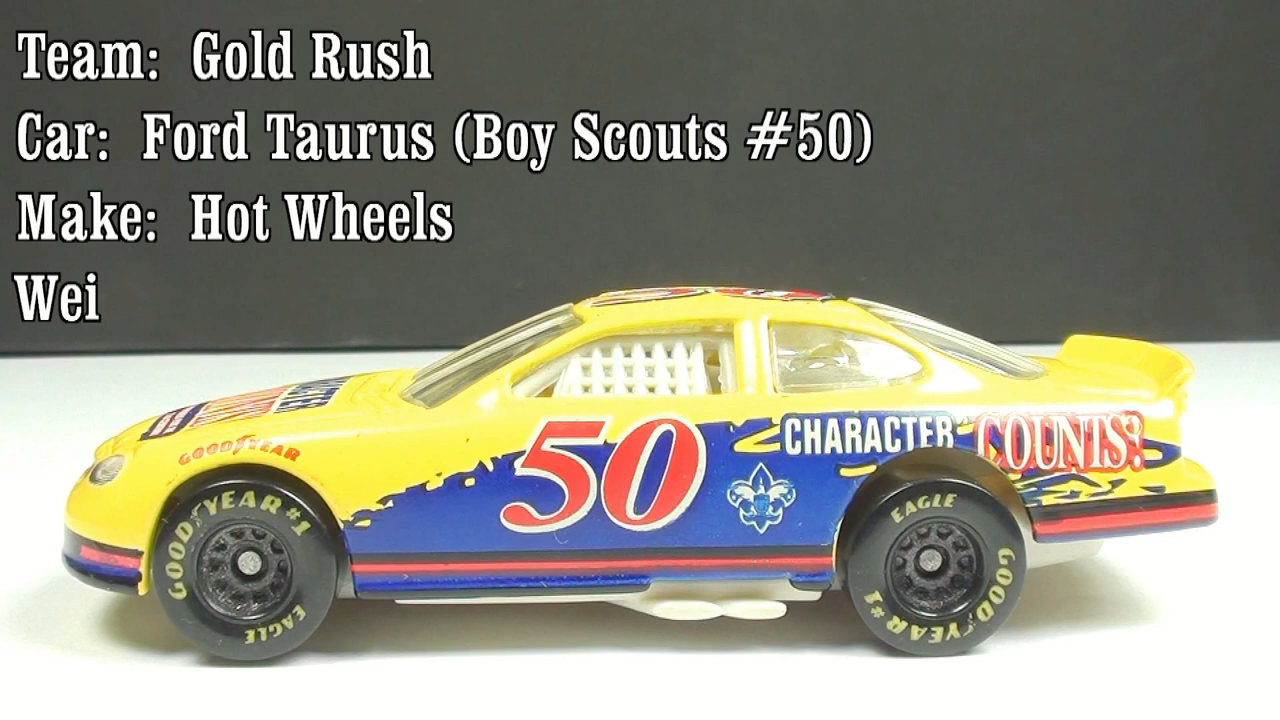 Team: Gold Rush
Car: Ford Taurus (Boy Scouts #50)
Make: Hot Wheels
Wei
GOODYEAR
50
CHARACTER COUNTS!
GOODYEAR #1
EAGLE
EAGLE
GOODYEAR #1